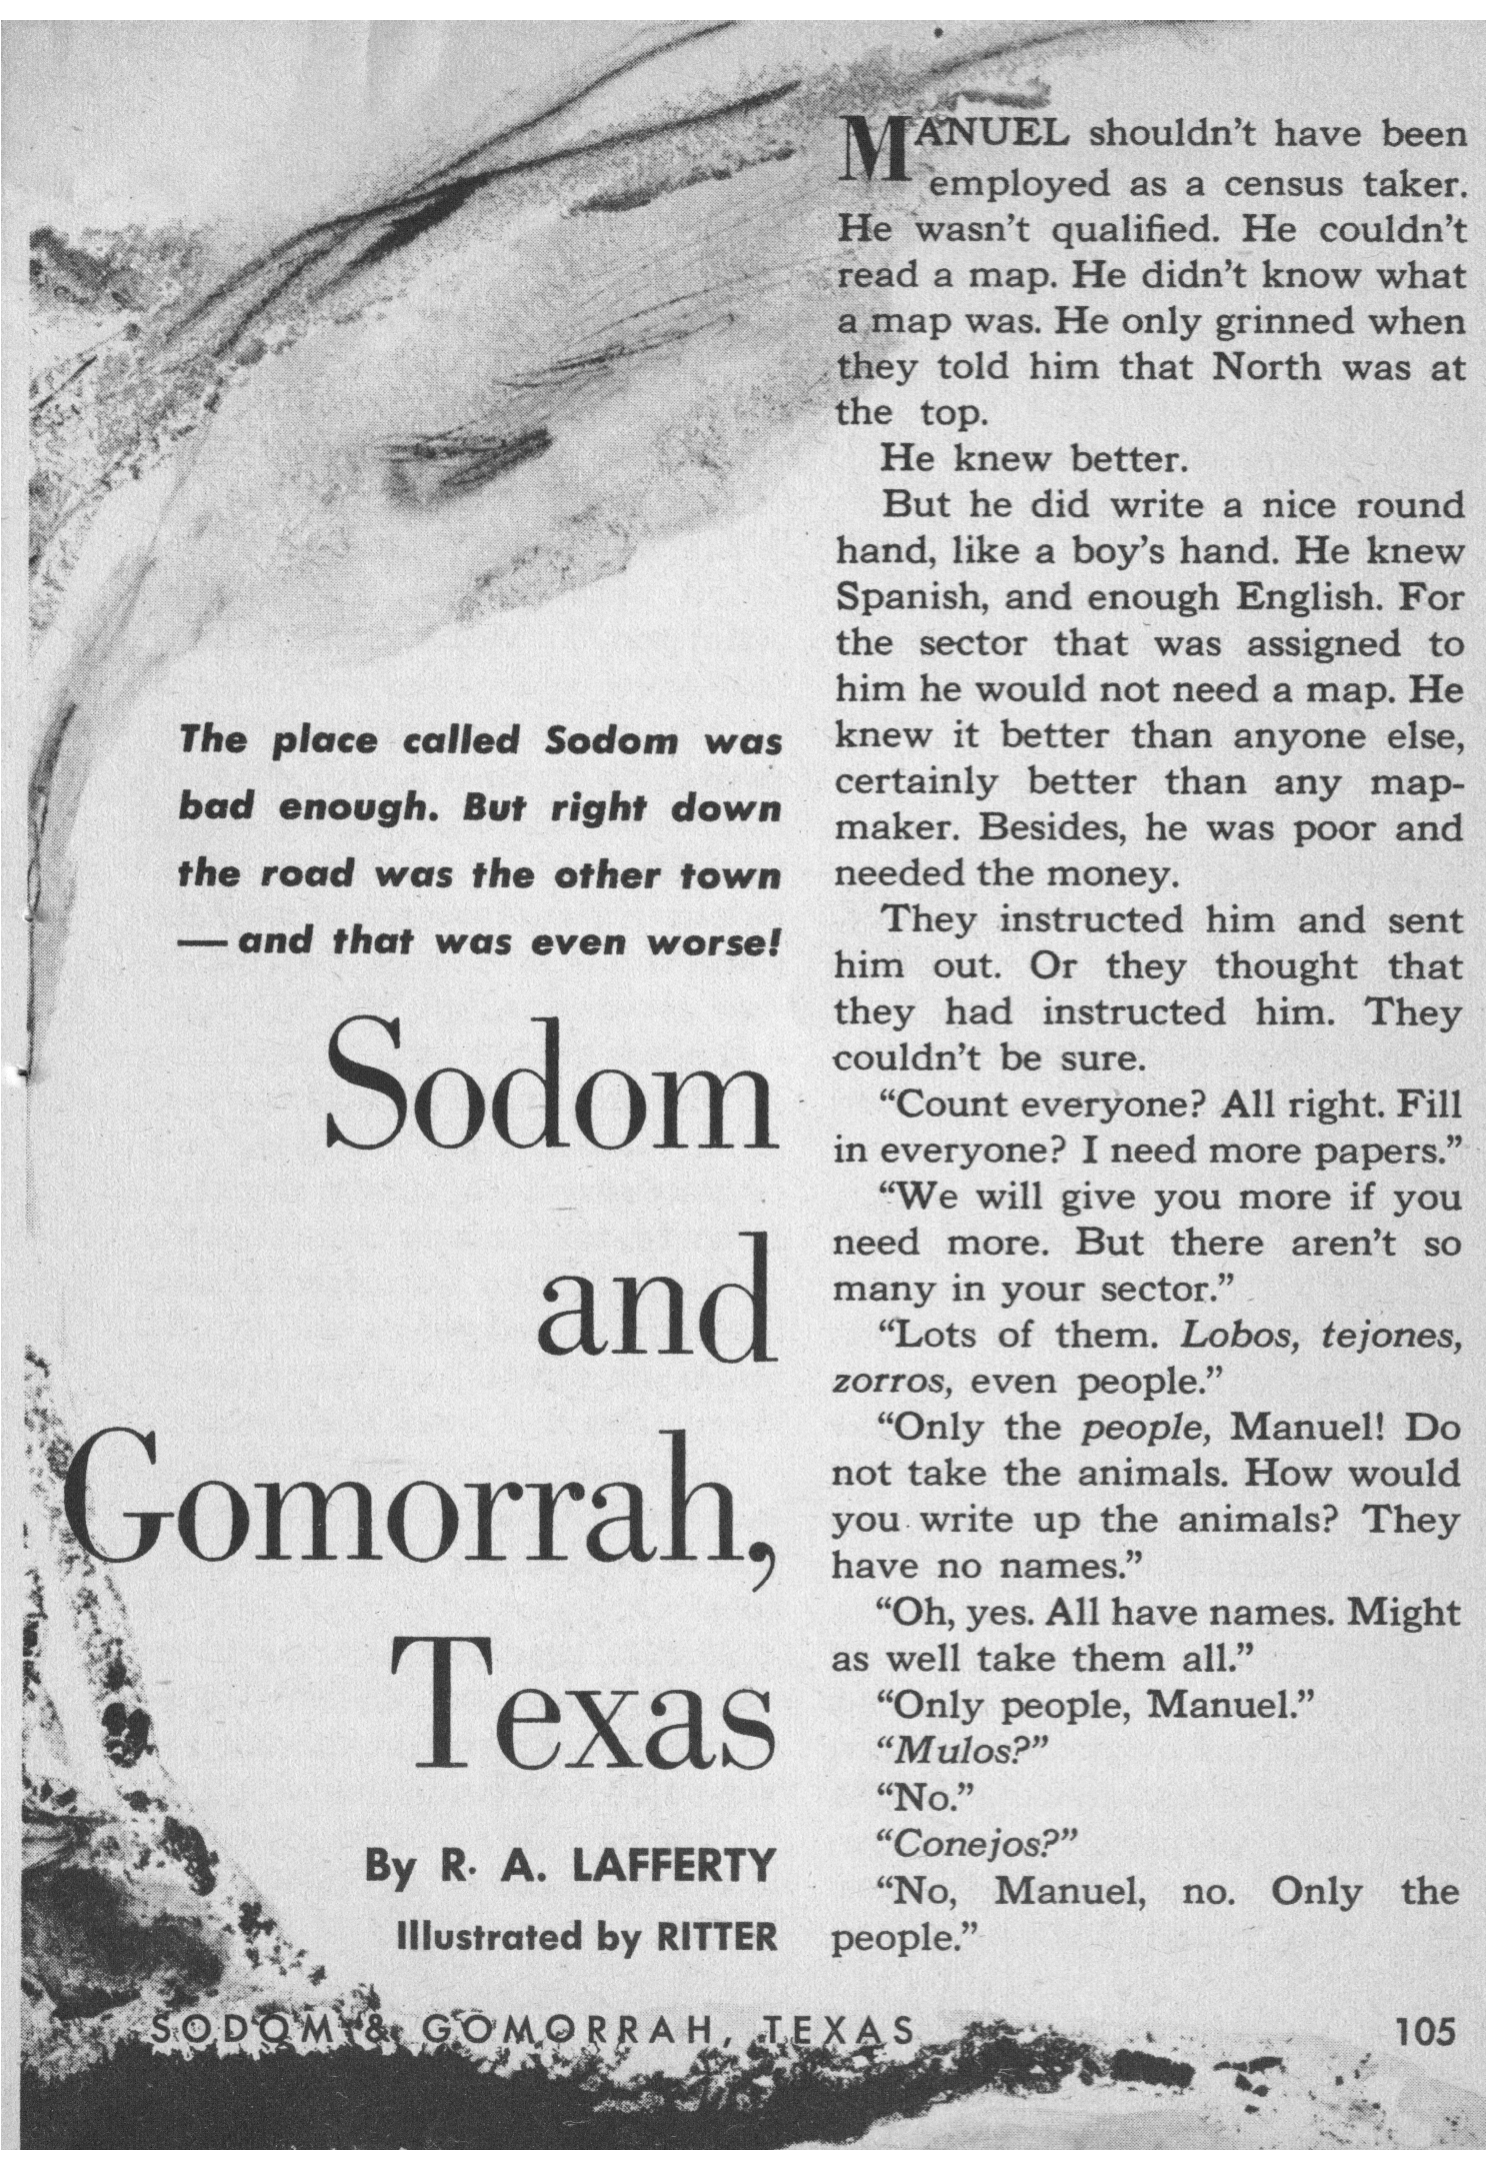 The place called Sodom was
bad enough. But right down
the road was the other town
— and that was even worse!
Sodom
and
Gomorrah,
Texas
By R. A. LAFFERTY
Illustrated by RITTER
MANUEL shouldn't have been
employed as a census taker.
He wasn't qualified. He couldn't
read a map. He didn't know what
a map was. He only grinned when
they told him that North was at
the top.
He knew better.
But he did write a nice round
hand, like a boy's hand. He knew
Spanish, and enough English. For
the sector that was assigned to
him he would not need a map. He
knew it better than anyone else,
certainly better than any map-
maker. Besides, he was poor and
needed the money.
They instructed him and sent
him out. Or they thought that
they had instructed him. They
couldn't be sure.
“Count everyone? All right. Fill
in everyone? I need more papers.”
“We will give you more if you
need more. But there aren't so
many in your sector.”
“Lots of them. Lobos, tejones,
zorros, even people.”
“Only the people, Manuel! Do
not take the animals. How would
you write up the animals? They
have no names.”
“Oh, yes. All have names. Might
as well take them all.”
“Only people, Manuel.”
“Mulos?”
“No.”
“Conejos?”
“No, Manuel, no. Only the
people.”
SODOM & GOMORRAH, TEXAS
105